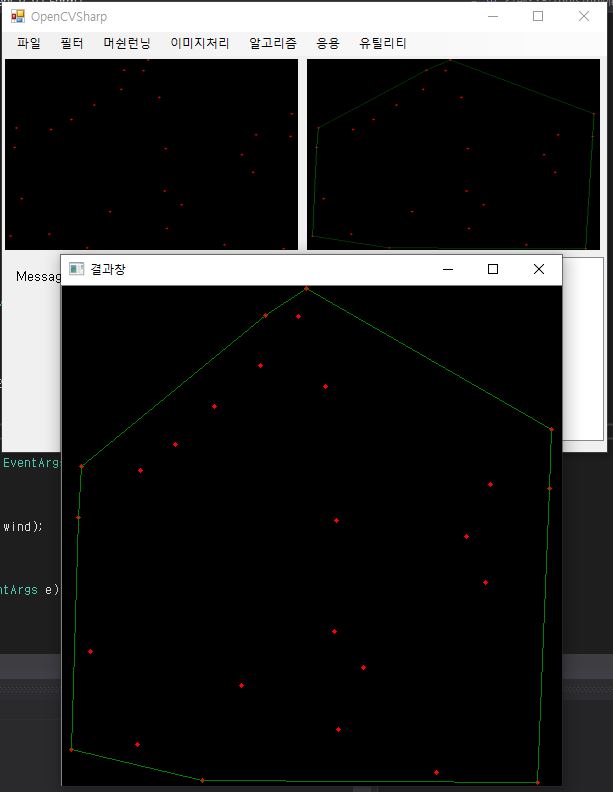 OpenCVSharp
파일 필터 머쉰런닝 이미지처리 알고리즘 응용 유틸리티
Messag
결과창
EventArgs
wind);
ntArgs e)